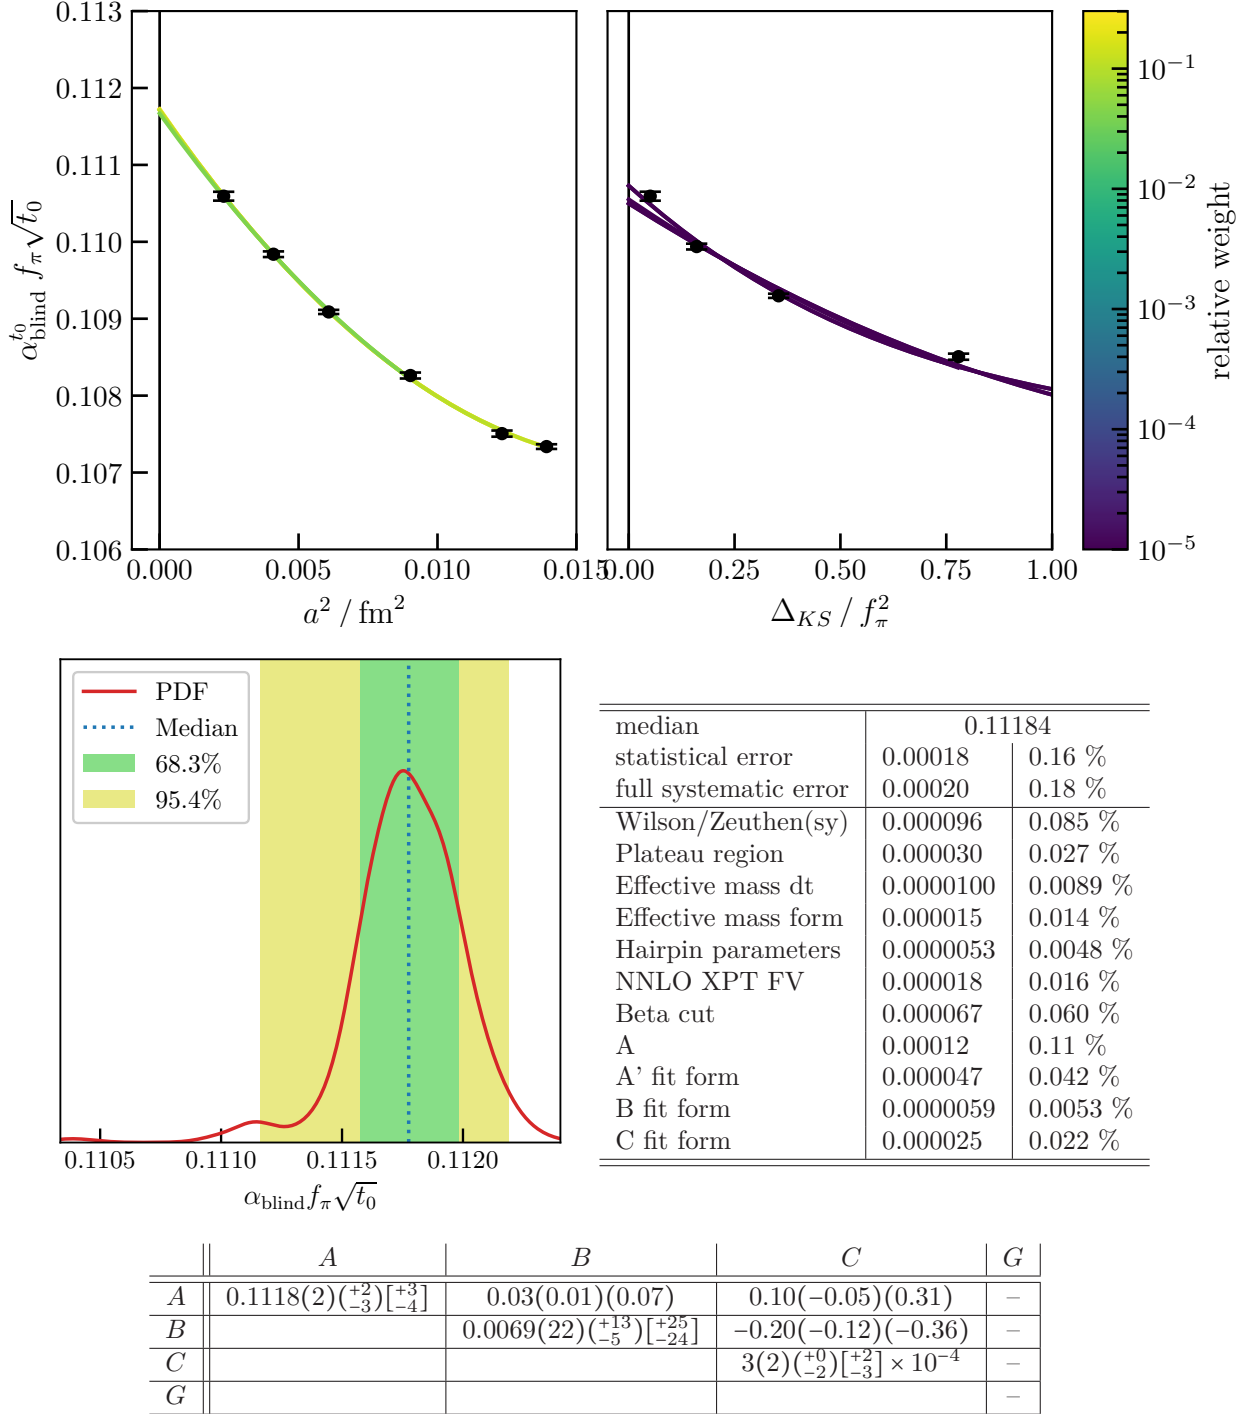 0.113
0.112
0.111
0.110
0.109
0.108
0.107
0.106
α_blind^{t_0} f_π√t_0
0.000 0.005 0.010 0.015
a² / fm²
0.00 0.25 0.50 0.75 1.00
Δ_{KS} / f_π²
10⁻¹
10⁻²
10⁻³
10⁻⁴
10⁻⁵
relative weight
PDF
Median
68.3%
95.4%
0.1105 0.1110 0.1115 0.1120
α_blind f_π√t_0
median 0.11184
statistical error 0.00018 0.16 %
full systematic error 0.00020 0.18 %
Wilson/Zeuthen(sy) 0.000096 0.085 %
Plateau region 0.000030 0.027 %
Effective mass dt 0.0000100 0.0089 %
Effective mass form 0.000015 0.014 %
Hairpin parameters 0.0000053 0.0048 %
NNLO XPT FV 0.000018 0.016 %
Beta cut 0.000067 0.060 %
A 0.00012 0.11 %
A' fit form 0.000047 0.042 %
B fit form 0.0000059 0.0053 %
C fit form 0.000025 0.022 %
A B C G
A 0.1118(2)(^{+2}_{−3})[^{+3}_{−4}] 0.03(0.01)(0.07) 0.10(−0.05)(0.31) –
B 0.0069(22)(^{+13}_{−5})[^{+25}_{−24}] −0.20(−0.12)(−0.36) –
C 3(2)(^{+0}_{−2})[^{+2}_{−3}] × 10⁻⁴ –
G –